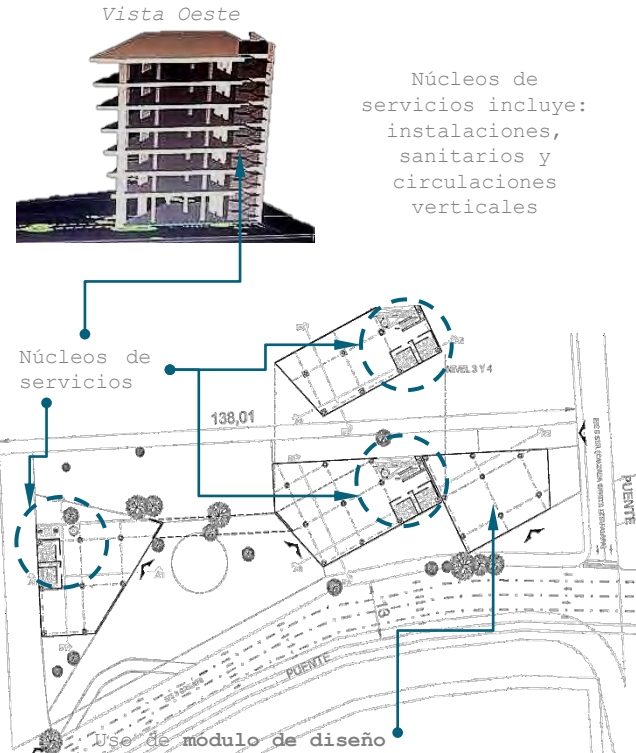 Vista Oeste
Núcleos de
servicios incluye:
instalaciones,
sanitarios y
circulaciones
verticales
Núcleos de
servicios
NIVEL 3 Y 4
138,01
PUENTE
13
PUENTE
Uso de modulo de diseño